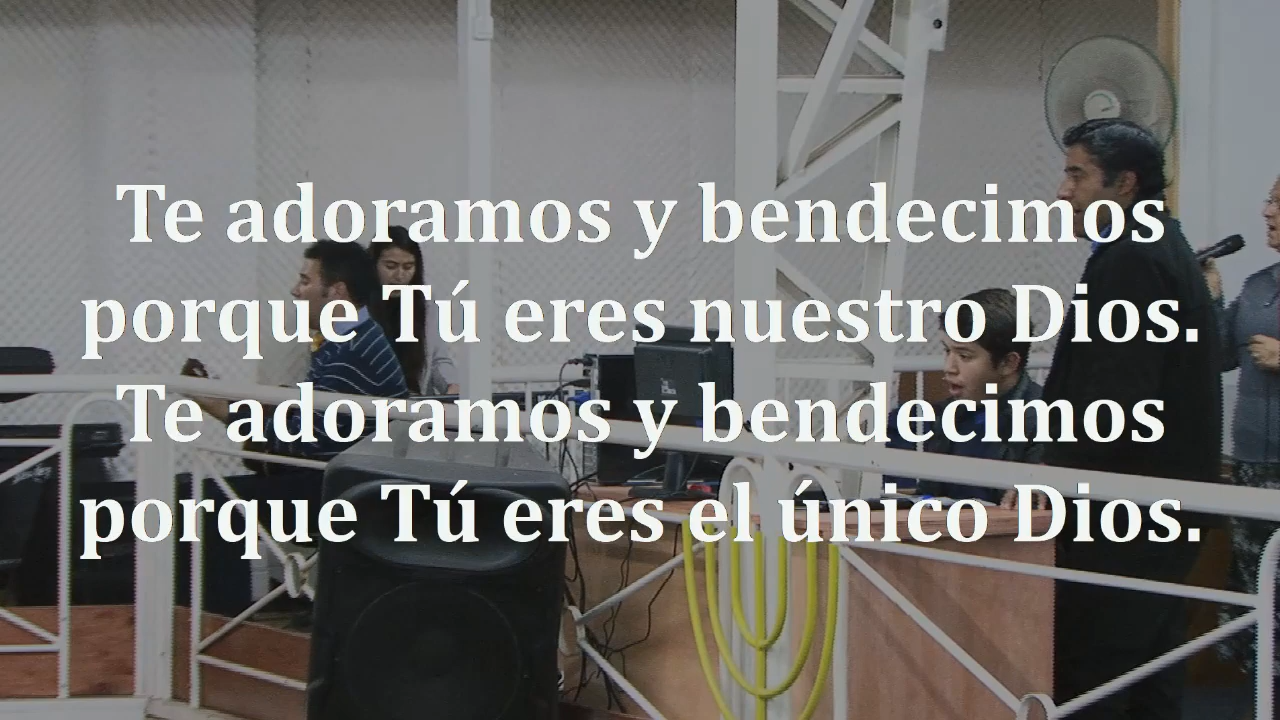 Te adoramos y bendecimos
porque Tú eres nuestro Dios.
Te adoramos y bendecimos
porque Tú eres el único Dios.